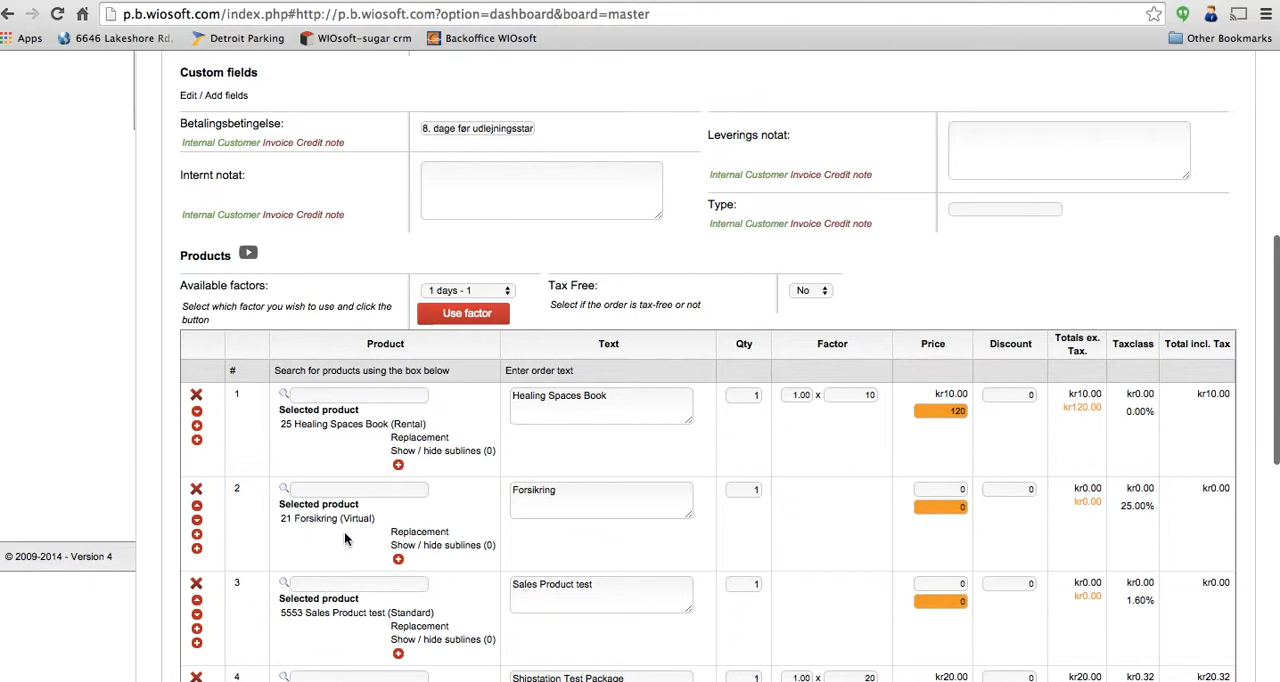 p.b.wiosoft.com/index.php#http://p.b.wiosoft.com?option=dashboard&board=master
Apps 6646 Lakeshore Rd. Detroit Parking WIOsoft-sugar crm Backoffice WIOsoft Other Bookmarks
Custom fields
Edit / Add fields
Betalingsbetingelse: 8. dage før udlejningsstar
Internal Customer Invoice Credit note
Leverings notat:
Internal Customer Invoice Credit note
Internt notat:
Internal Customer Invoice Credit note
Type:
Internal Customer Invoice Credit note
Products
Available factors: 1 days - 1
Select which factor you wish to use and click the
button
Use factor
Tax Free: No
Select if the order is tax-free or not
Product Text Qty Factor Price Discount Totals ex. Tax. Taxclass Total incl. Tax
# Search for products using the box below Enter order text
1 Healing Spaces Book 1 1.00 x 10 kr10.00 0 kr10.00 kr0.00 kr10.00
Selected product 120 kr120.00 0.00%
25 Healing Spaces Book (Rental)
Replacement
Show / hide sublines (0)
2 Forsikring 1 0 0 kr0.00 kr0.00 kr0.00
Selected product 0 kr0.00 25.00%
21 Forsikring (Virtual)
Replacement
Show / hide sublines (0)
3 Sales Product test 1 0 0 kr0.00 kr0.00 kr0.00
Selected product 0 kr0.00 1.60%
5553 Sales Product test (Standard)
Replacement
Show / hide sublines (0)
4 Shipstation Test Package 1 1.00 x 20 kr20.00 0 kr20.00 kr0.32 kr20.32
© 2009-2014 - Version 4